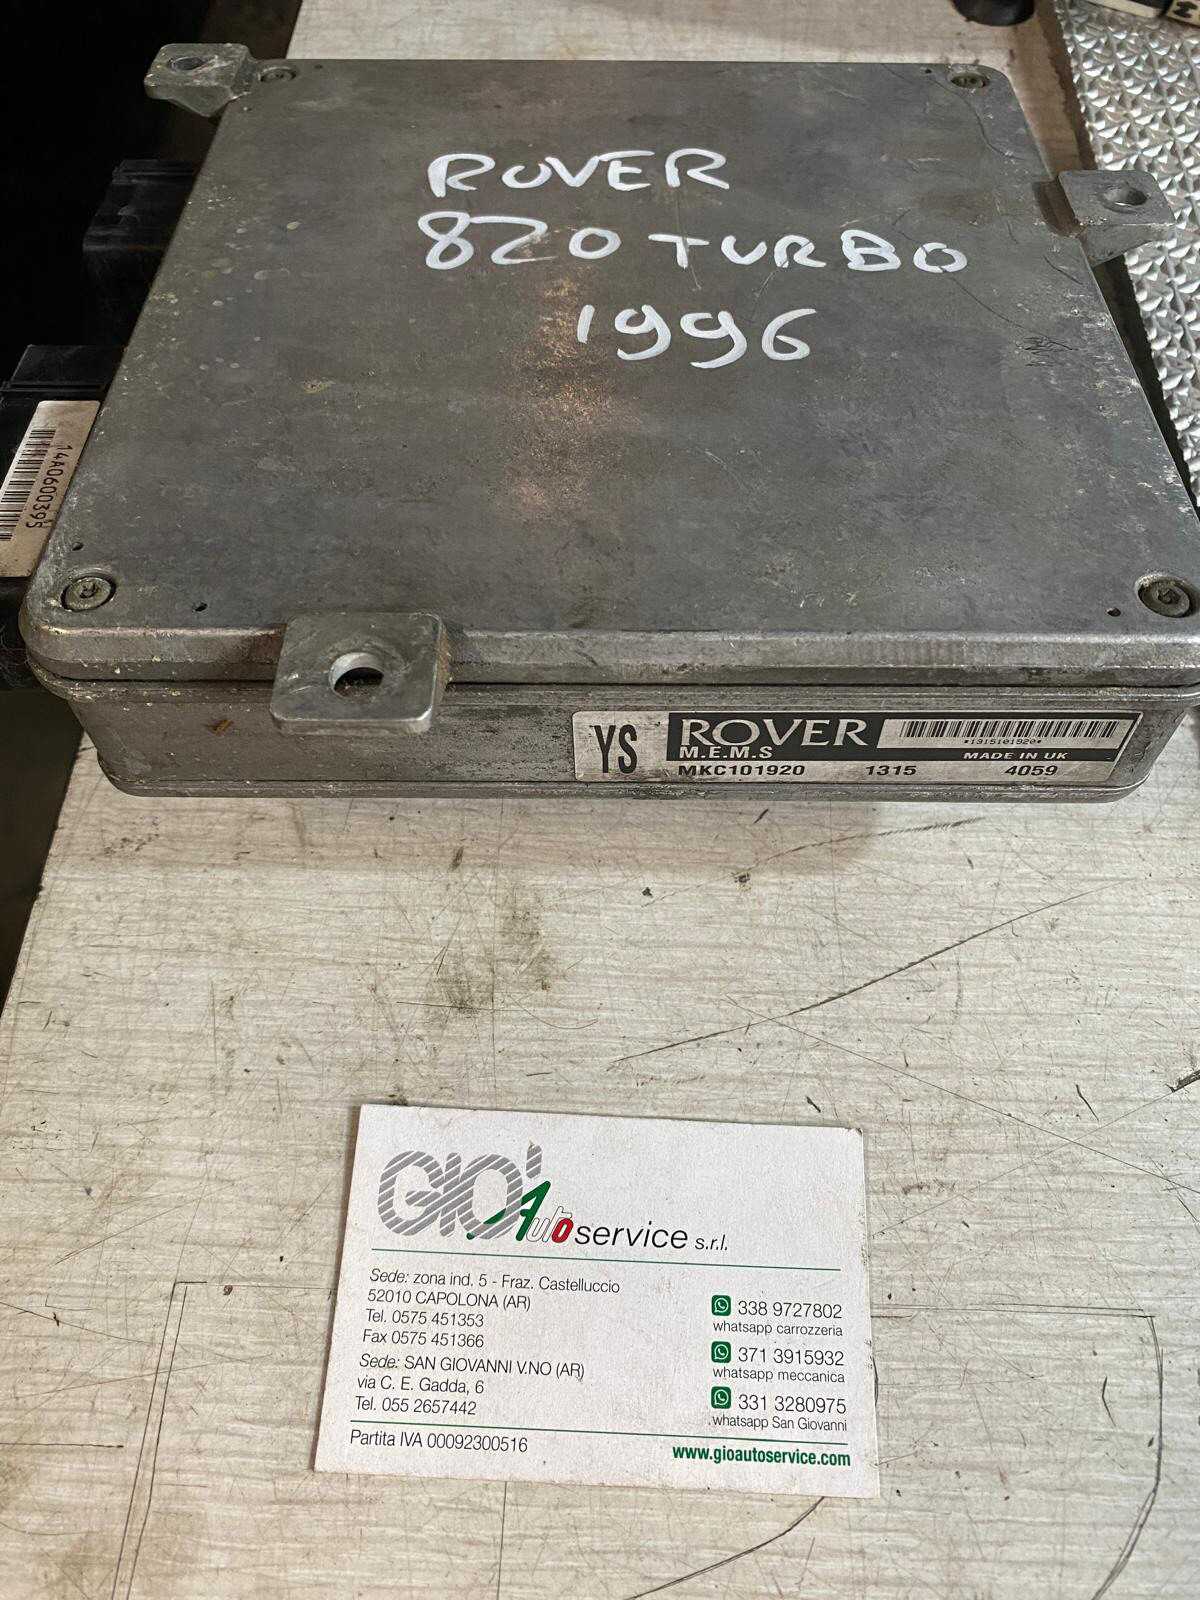 ROVER
820 TURBO
1996
14A0600395
YS
ROVER
M.E.M.S
*1315101920*
MADE IN UK
MKC101920 1315 4059
GIO' Auto service s.r.l.
Sede: zona ind. 5 - Fraz. Castelluccio
52010 CAPOLONA (AR)
Tel. 0575 451353
Fax 0575 451366
Sede: SAN GIOVANNI V.NO (AR)
via C. E. Gadda, 6
Tel. 055 2657442
338 9727802
whatsapp carrozzeria
371 3915932
whatsapp meccanica
331 3280975
whatsapp San Giovanni
Partita IVA 00092300516
www.gioautoservice.com